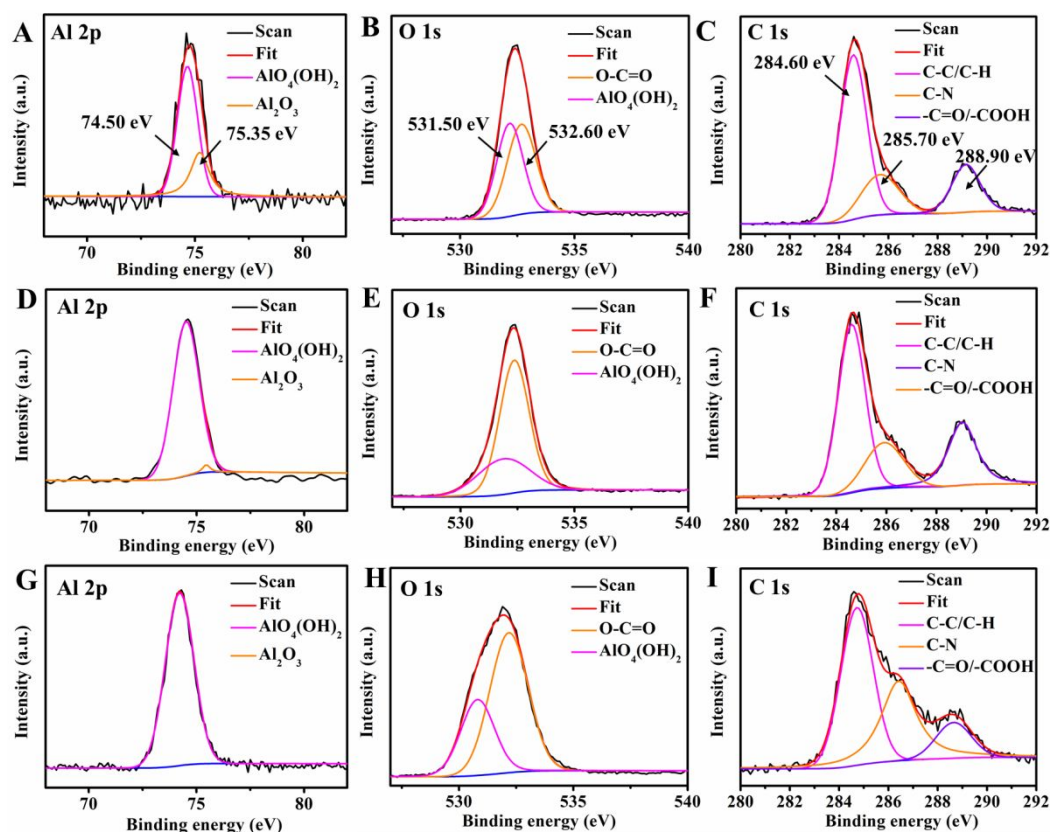 A Al 2p
Scan
Fit
AlO₄(OH)₂
Al₂O₃
74.50 eV
75.35 eV
Intensity (a.u.)
70 75 80
Binding energy (eV)
B O 1s
Scan
Fit
O-C=O
AlO₄(OH)₂
531.50 eV
532.60 eV
Intensity (a.u.)
530 535 540
Binding energy (eV)
C C 1s
Scan
Fit
C-C/C-H
C-N
-C=O/-COOH
284.60 eV
285.70 eV
288.90 eV
Intensity (a.u.)
280 282 284 286 288 290 292
Binding energy (eV)
D Al 2p
Scan
Fit
AlO₄(OH)₂
Al₂O₃
Intensity (a.u.)
70 75 80
Binding energy (eV)
E O 1s
Scan
Fit
O-C=O
AlO₄(OH)₂
Intensity (a.u.)
530 535 540
Binding energy (eV)
F C 1s
Scan
Fit
C-C/C-H
C-N
-C=O/-COOH
Intensity (a.u.)
280 282 284 286 288 290 292
Binding energy (eV)
G Al 2p
Scan
Fit
AlO₄(OH)₂
Al₂O₃
Intensity (a.u.)
70 75 80
Binding energy (eV)
H O 1s
Scan
Fit
O-C=O
AlO₄(OH)₂
Intensity (a.u.)
530 535 540
Binding energy (eV)
I C 1s
Scan
Fit
C-C/C-H
C-N
-C=O/-COOH
Intensity (a.u.)
280 282 284 286 288 290 292
Binding energy (eV)